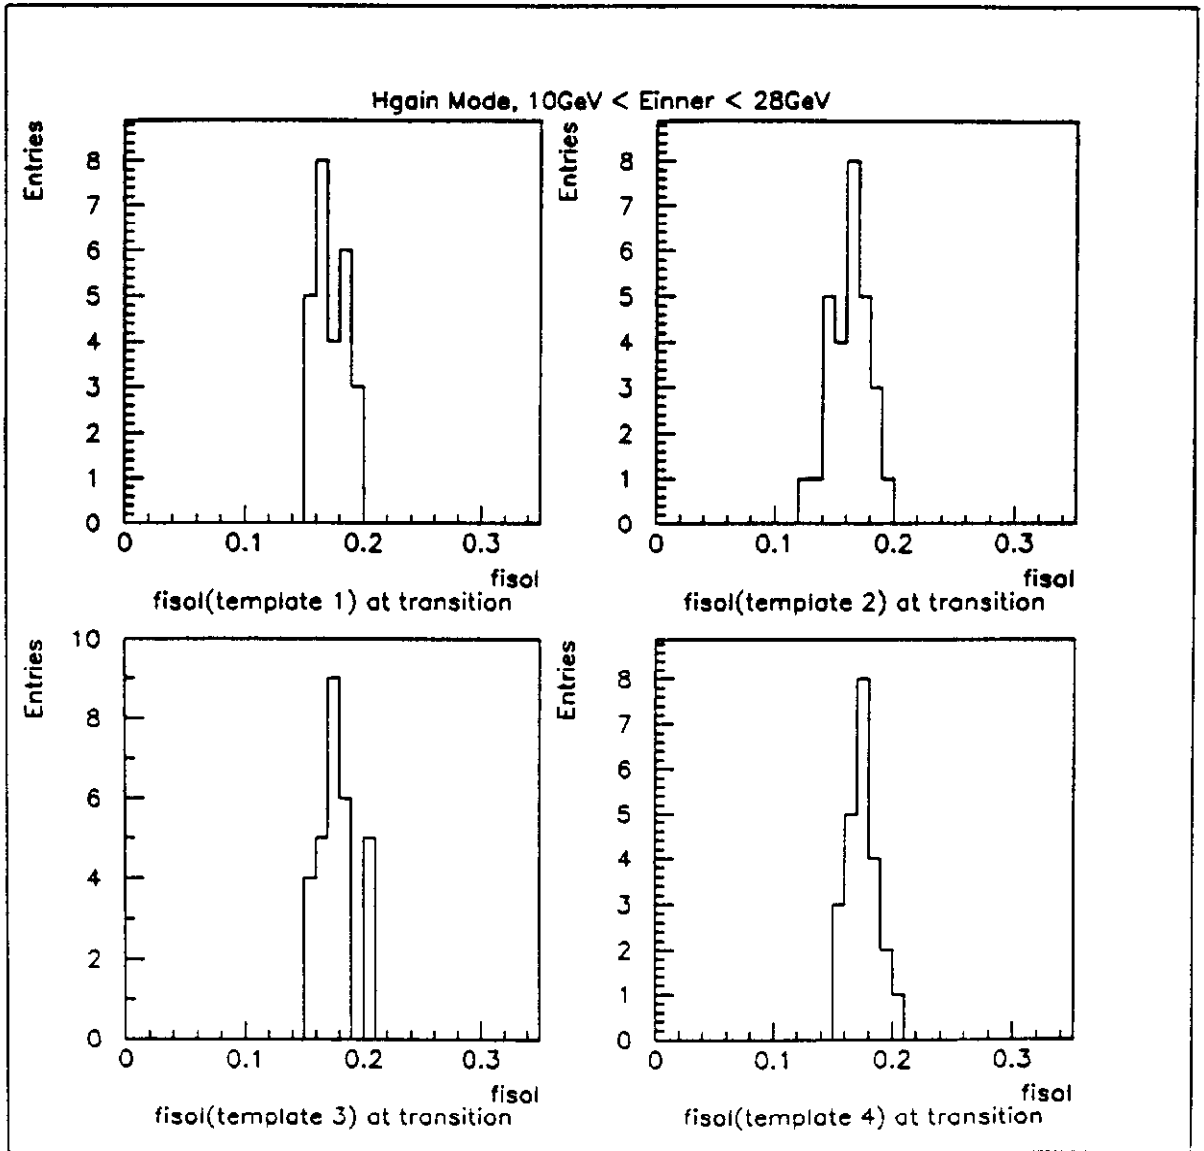 Hgain Mode, 10GeV < Einner < 28GeV
Entries
8
7
6
5
4
3
2
1
0
0 0.1 0.2 0.3
fisol
fisol(template 1) at transition
Entries
8
7
6
5
4
3
2
1
0
0 0.1 0.2 0.3
fisol
fisol(template 2) at transition
Entries
10
8
6
4
2
0
0 0.1 0.2 0.3
fisol
fisol(template 3) at transition
Entries
8
7
6
5
4
3
2
1
0
0 0.1 0.2 0.3
fisol
fisol(template 4) at transition